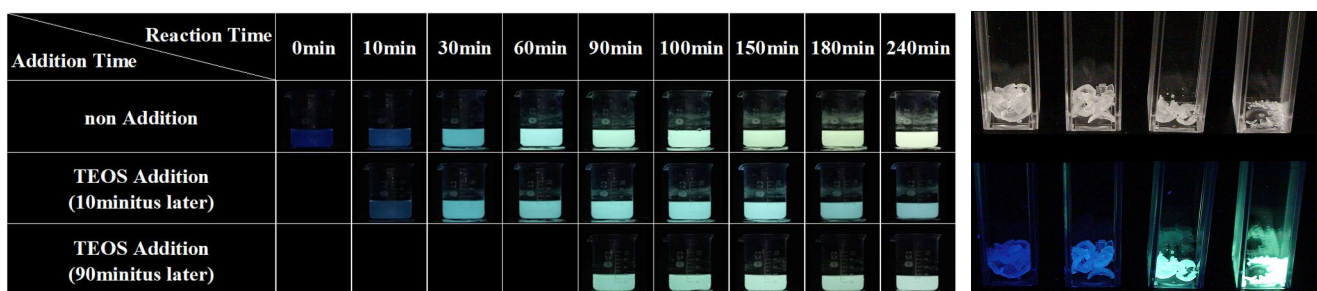 Reaction Time
Addition Time
0min 10min 30min 60min 90min 100min 150min 180min 240min
non Addition
TEOS Addition
(10minitus later)
TEOS Addition
(90minitus later)